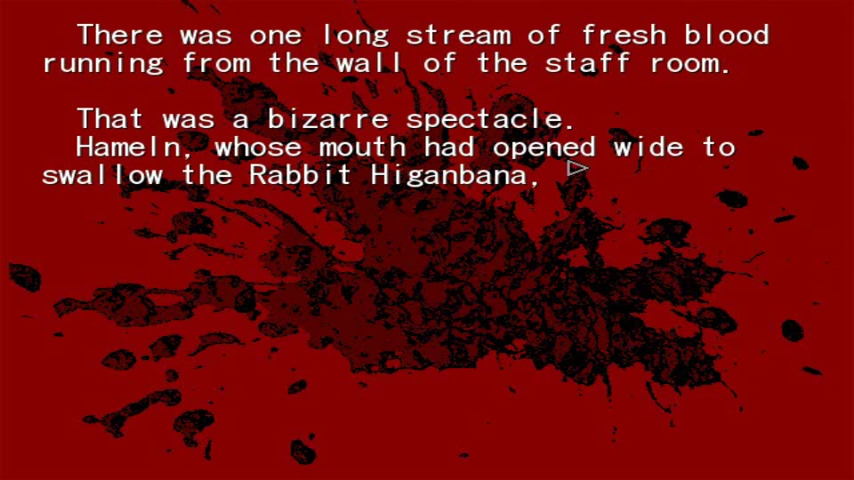 There was one long stream of fresh blood
running from the wall of the staff room.
That was a bizarre spectacle.
Hameln, whose mouth had opened wide to
swallow the Rabbit Higanbana,